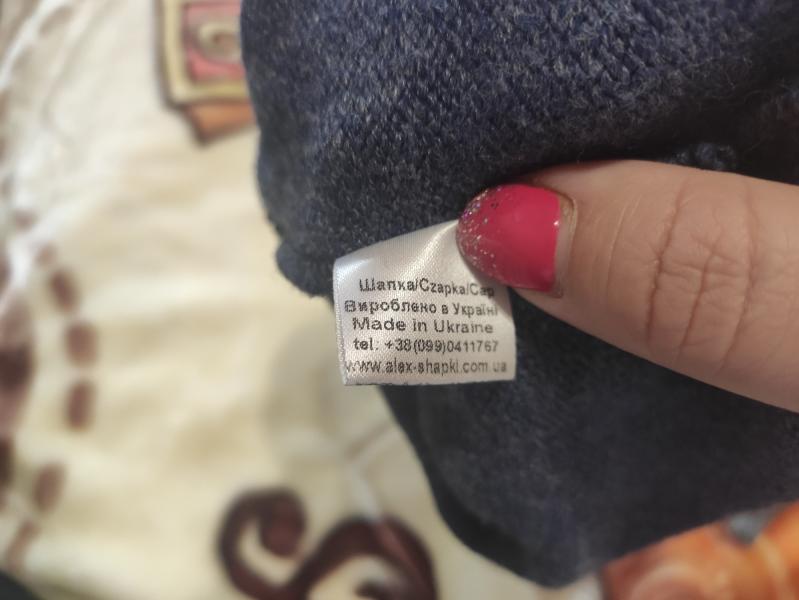 Шапка/Czapka/Cap
Вироблено в Україні
Made in Ukraine
tel: +38(099)0411767
www.alex-shapki.com.ua